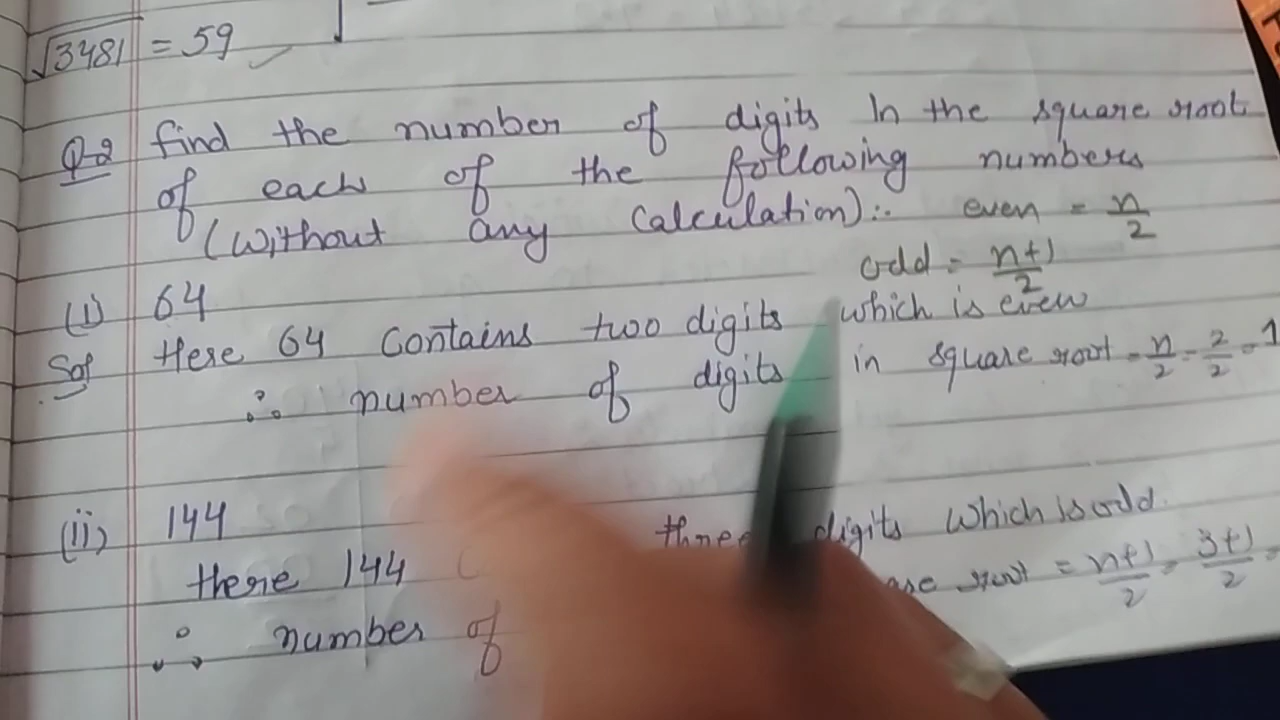 √3481 = 59
Q-2 find the number of digits In the square root
of each of the following numbers
(Without any Calculation):. even = n/2
odd = n+1/2
(i) 64
Sol Here 64 Contains two digits which is even
∴ number of digits in square root = n/2 = 2/2 = 1
(ii) 144
there 144 three digits which is odd.
∴ number of root = n+1/2 = 3+1/2 =